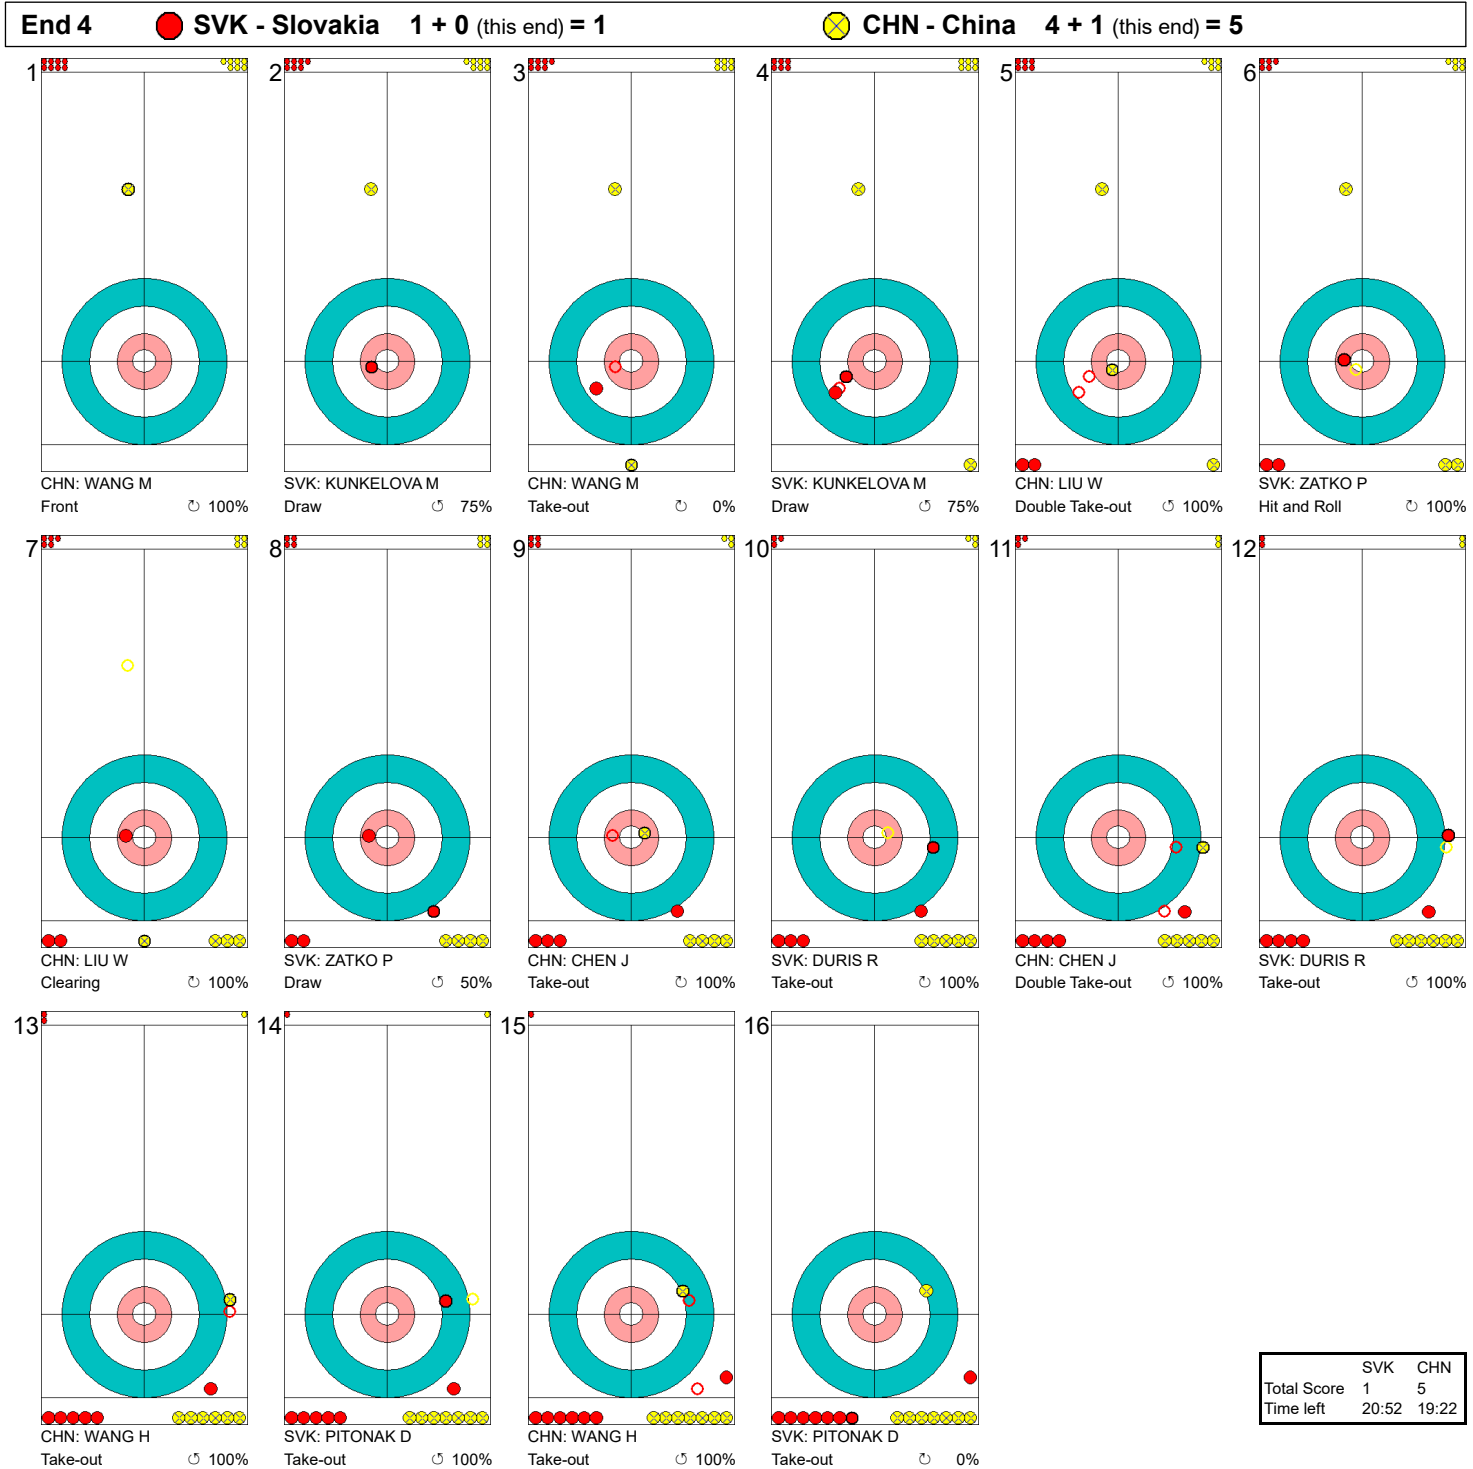 End 4 SVK - Slovakia 1 + 0 (this end) = 1 CHN - China 4 + 1 (this end) = 5
1 2 3 4 5 6
CHN: WANG M SVK: KUNKELOVA M CHN: WANG M SVK: KUNKELOVA M CHN: LIU W SVK: ZATKO P
Front ↻ 100% Draw ↺ 75% Take-out ↻ 0% Draw ↺ 75% Double Take-out ↺ 100% Hit and Roll ↻ 100%
7 8 9 10 11 12
CHN: LIU W SVK: ZATKO P CHN: CHEN J SVK: DURIS R CHN: CHEN J SVK: DURIS R
Clearing ↻ 100% Draw ↺ 50% Take-out ↻ 100% Take-out ↺ 100% Double Take-out ↺ 100% Take-out ↻ 100%
13 14 15 16
CHN: WANG H SVK: PITONAK D CHN: WANG H SVK: PITONAK D
Take-out ↺ 100% Take-out ↺ 100% Take-out ↺ 100% Take-out ↺ 0%
SVK CHN
Total Score 1 5
Time left 20:52 19:22